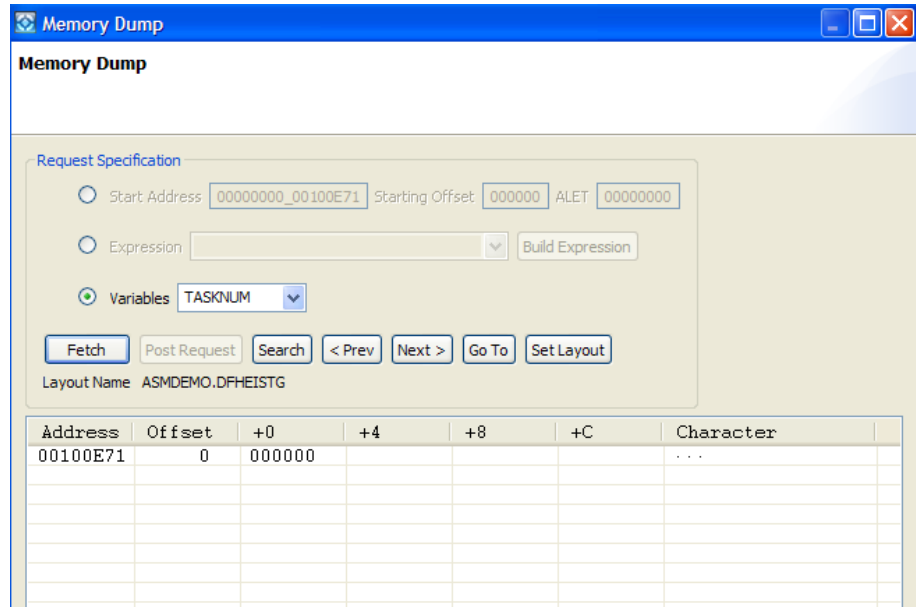 Memory Dump
Memory Dump
Request Specification
Start Address 00000000_00100E71 Starting Offset 000000 ALET 00000000
Expression Build Expression
Variables TASKNUM
Fetch Post Request Search < Prev Next > Go To Set Layout
Layout Name ASMDEMO.DFHEISTG
Address Offset +0 +4 +8 +C Character
00100E71 0 000000 . . .